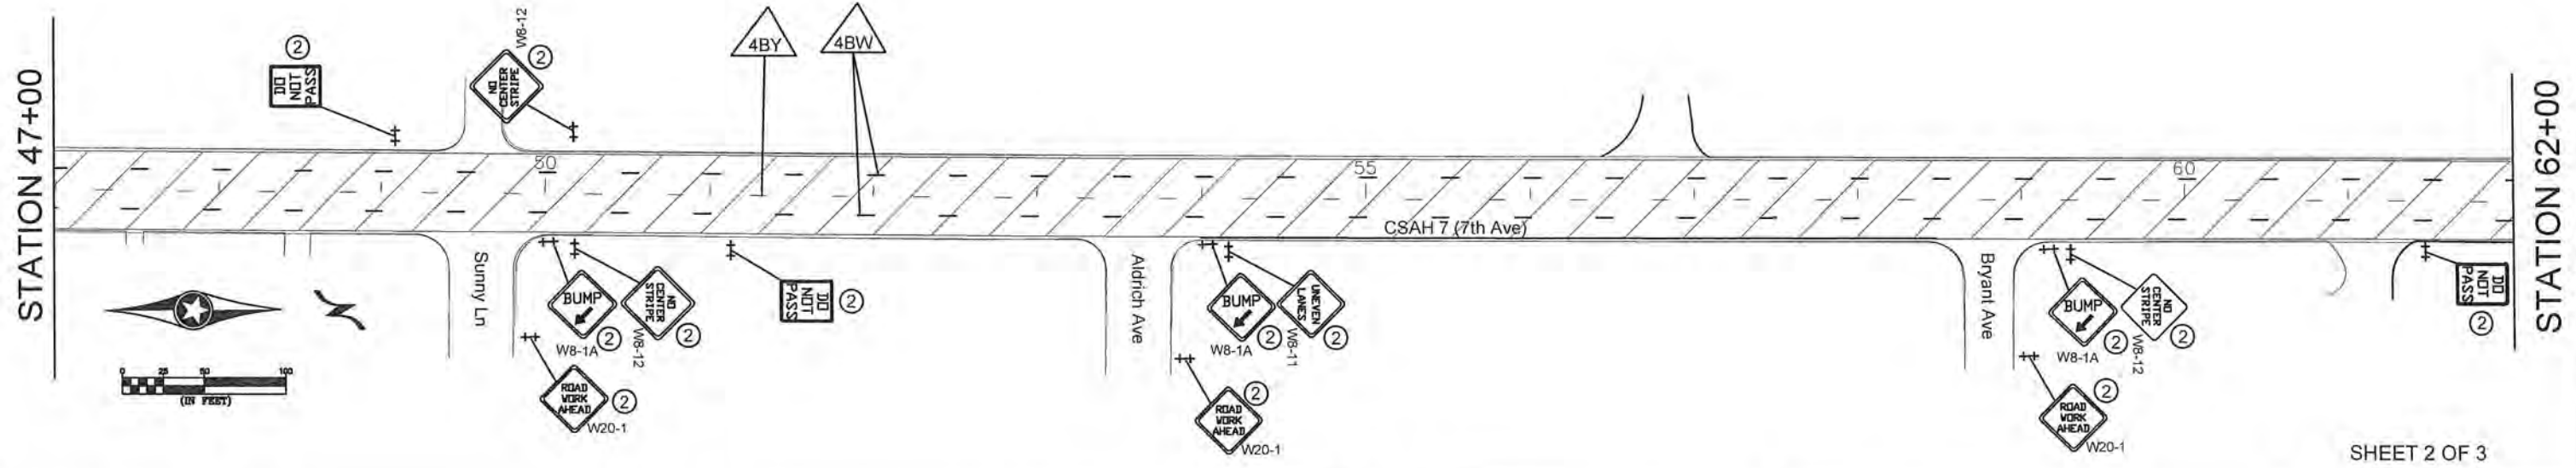 STATION 47+00
2
DO
NOT
PASS
W8-12
2
NO
CENTER
STRIPE
4BY
4BW
50
55
60
CSAH 7 (7th Ave)
Sunny Ln
BUMP
W8-1A
2
NO
CENTER
STRIPE
W8-12
2
ROAD
WORK
AHEAD
2
W20-1
DO
NOT
PASS
2
Aldrich Ave
BUMP
W8-1A
2
UNEVEN
LANES
W8-11
2
ROAD
WORK
AHEAD
2
W20-1
Bryant Ave
BUMP
W8-1A
2
NO
CENTER
STRIPE
W8-12
2
ROAD
WORK
AHEAD
2
W20-1
DO
NOT
PASS
2
0 25 50 100
(IN FEET)
STATION 62+00
SHEET 2 OF 3